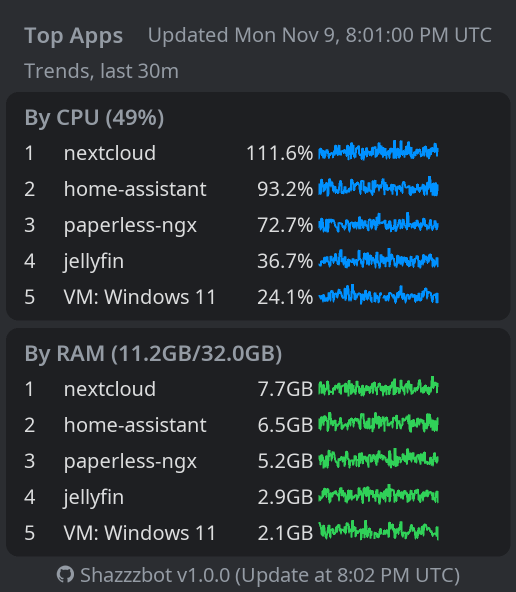 Top Apps Updated Mon Nov 9, 8:01:00 PM UTC
Trends, last 30m
By CPU (49%)
1 nextcloud 111.6%
2 home-assistant 93.2%
3 paperless-ngx 72.7%
4 jellyfin 36.7%
5 VM: Windows 11 24.1%
By RAM (11.2GB/32.0GB)
1 nextcloud 7.7GB
2 home-assistant 6.5GB
3 paperless-ngx 5.2GB
4 jellyfin 2.9GB
5 VM: Windows 11 2.1GB
Shazzzbot v1.0.0 (Update at 8:02 PM UTC)